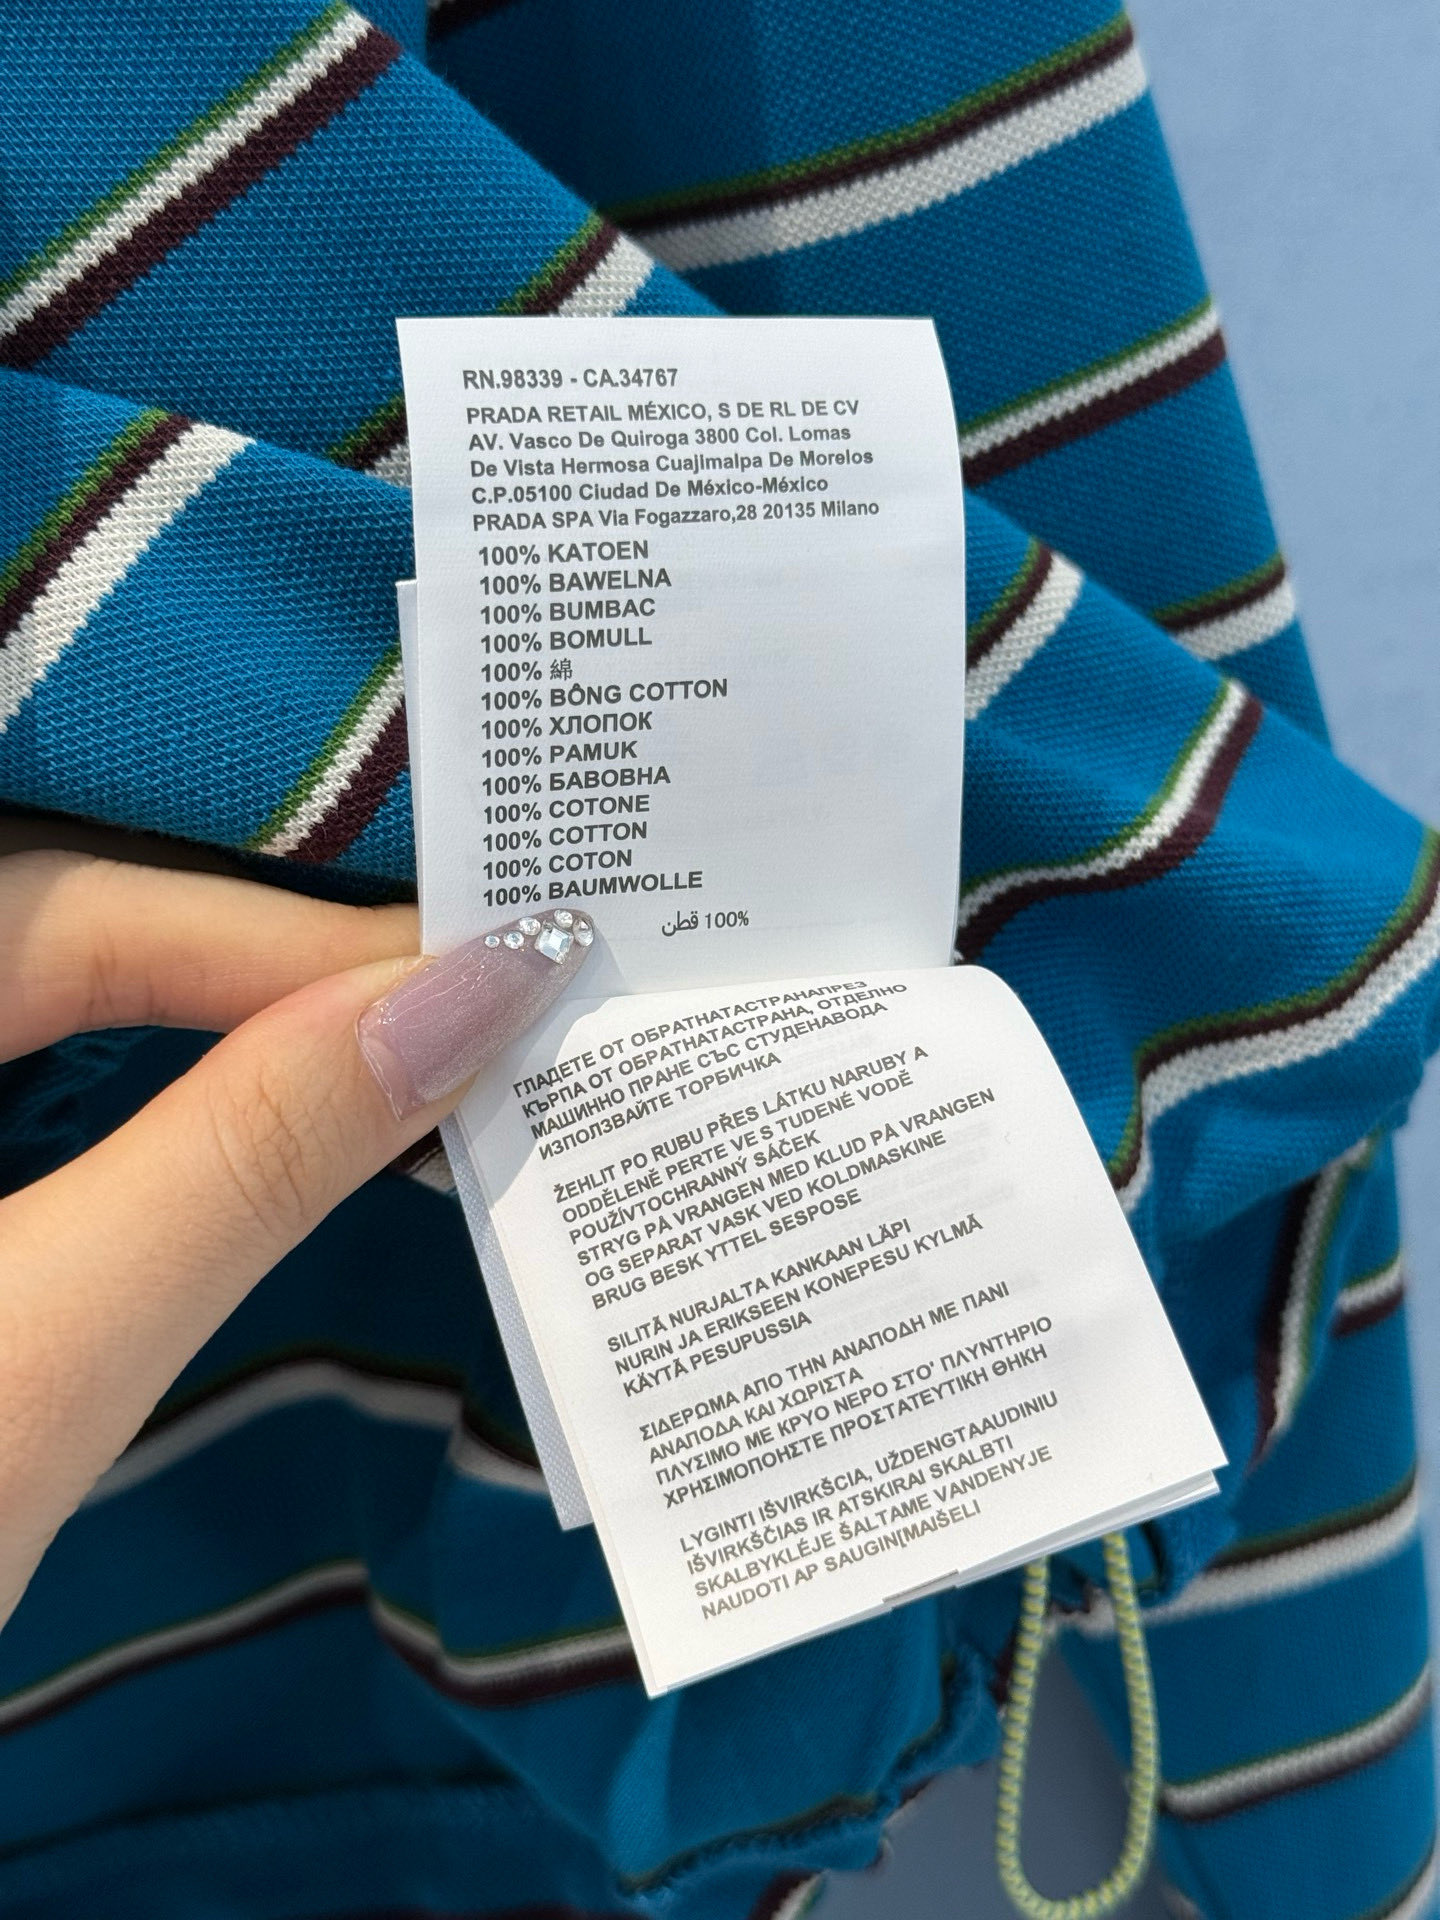 RN.98339 - CA.34767
PRADA RETAIL MÉXICO, S DE RL DE CV
AV. Vasco De Quiroga 3800 Col. Lomas
De Vista Hermosa Cuajimalpa De Morelos
C.P.05100 Ciudad De México-México
PRADA SPA Via Fogazzaro,28 20135 Milano
100% KATOEN
100% BAWELNA
100% BUMBAC
100% BOMULL
100% 綿
100% BÔNG COTTON
100% ХЛОПОК
100% PAMUK
100% БАВОВНА
100% COTONE
100% COTTON
100% COTON
100% BAUMWOLLE
100% قطن
ГЛАДЕТЕ ОТ ОБРАТНАТАСТРАНАПРЕЗ
КЪРПА ОТ ОБРАТНАТАСТРАНА, ОТДЕЛНО
МАШИННО ПРАНЕ СЪС СТУДЕНАВОДА
ИЗПОЛЗВАЙТЕ ТОРБИЧКА
ŽEHLIT PO RUBU PŘES LÁTKU NARUBY A
ODDĚLENĚ PERTE VE S TUDENÉ VODĚ
POUŽÍVTOCHRANNÝ SÁČEK
STRYG PÅ VRANGEN MED KLUD PÅ VRANGEN
OG SEPARAT VASK VED KOLDMASKINE
BRUG BESK YTTEL SESPOSE
SILITÄ NURJALTA KANKAAN LÄPI
NURIN JA ERIKSEEN KONEPESU KYLMÄ
KÄYTÄ PESUPUSSIA
ΣΙΔΕΡΩΜΑ ΑΠΟ ΤΗΝ ΑΝΑΠΟΔΗ ΜΕ ΠΑΝΙ
ΑΝΑΠΟΔΑ ΚΑΙ ΧΩΡΙΣΤΑ
ΠΛΥΣΙΜΟ ΜΕ ΚΡΥΟ ΝΕΡΟ ΣΤΟ' ΠΛΥΝΤΗΡΙΟ
ΧΡΗΣΙΜΟΠΟΗΣΤΕ ΠΡΟΣΤΑΤΕΥΤΙΚΗ ΘΗΚΗ
LYGINTI IŠVIRKŠCIA, UŽDENGTAAUDINIU
IŠVIRKŠČIAS IR ATSKIRAI SKALBTI
SKALBYKLĖJE ŠALTAME VANDENYJE
NAUDOTI AP SAUGIN[MAIŠELI